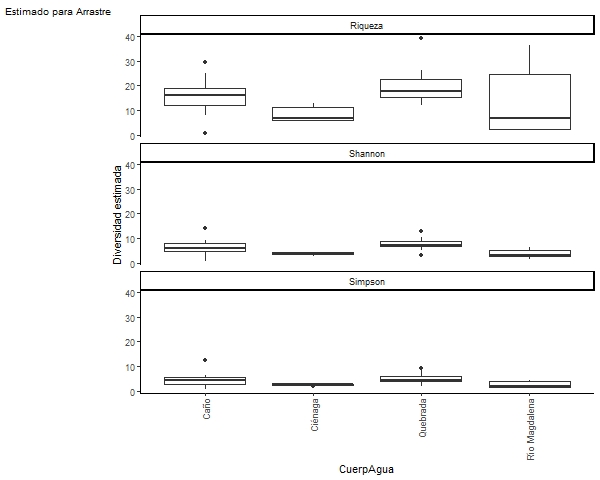 Estimado para Arrastre
Riqueza
40
30
20
10
0
Shannon
40
30
20
10
0
Simpson
40
30
20
10
0
Diversidad estimada
Caño
Ciénaga
Quebrada
Río Magdalena
CuerpAgua